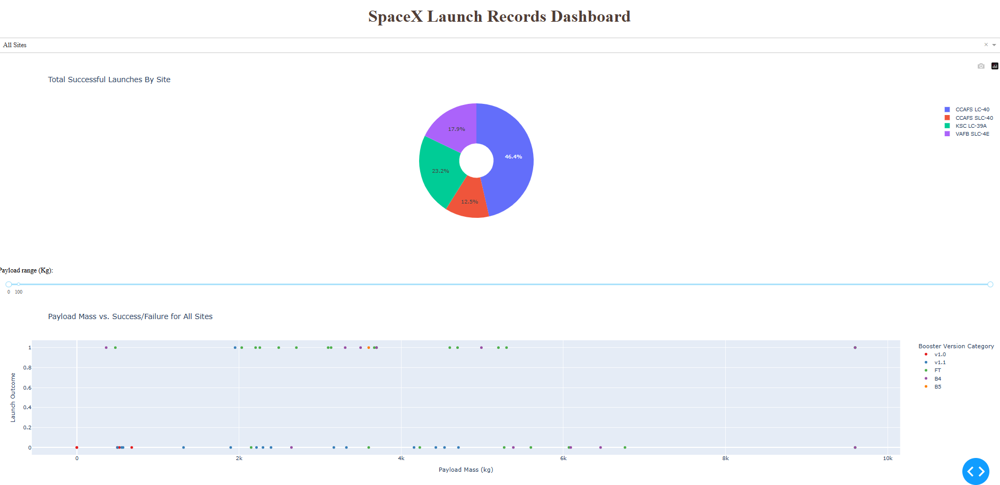 SpaceX Launch Records Dashboard
All Sites
×
Total Successful Launches By Site
CCAFS LC-40
CCAFS SLC-40
KSC LC-39A
VAFB SLC-4E
17.9%
46.4%
23.2%
12.5%
Payload range (Kg):
0 100
Payload Mass vs. Success/Failure for All Sites
Launch Outcome
1
0.8
0.6
0.4
0.2
0
0 2k 4k 6k 8k 10k
Payload Mass (kg)
Booster Version Category
v1.0
v1.1
FT
B4
B5